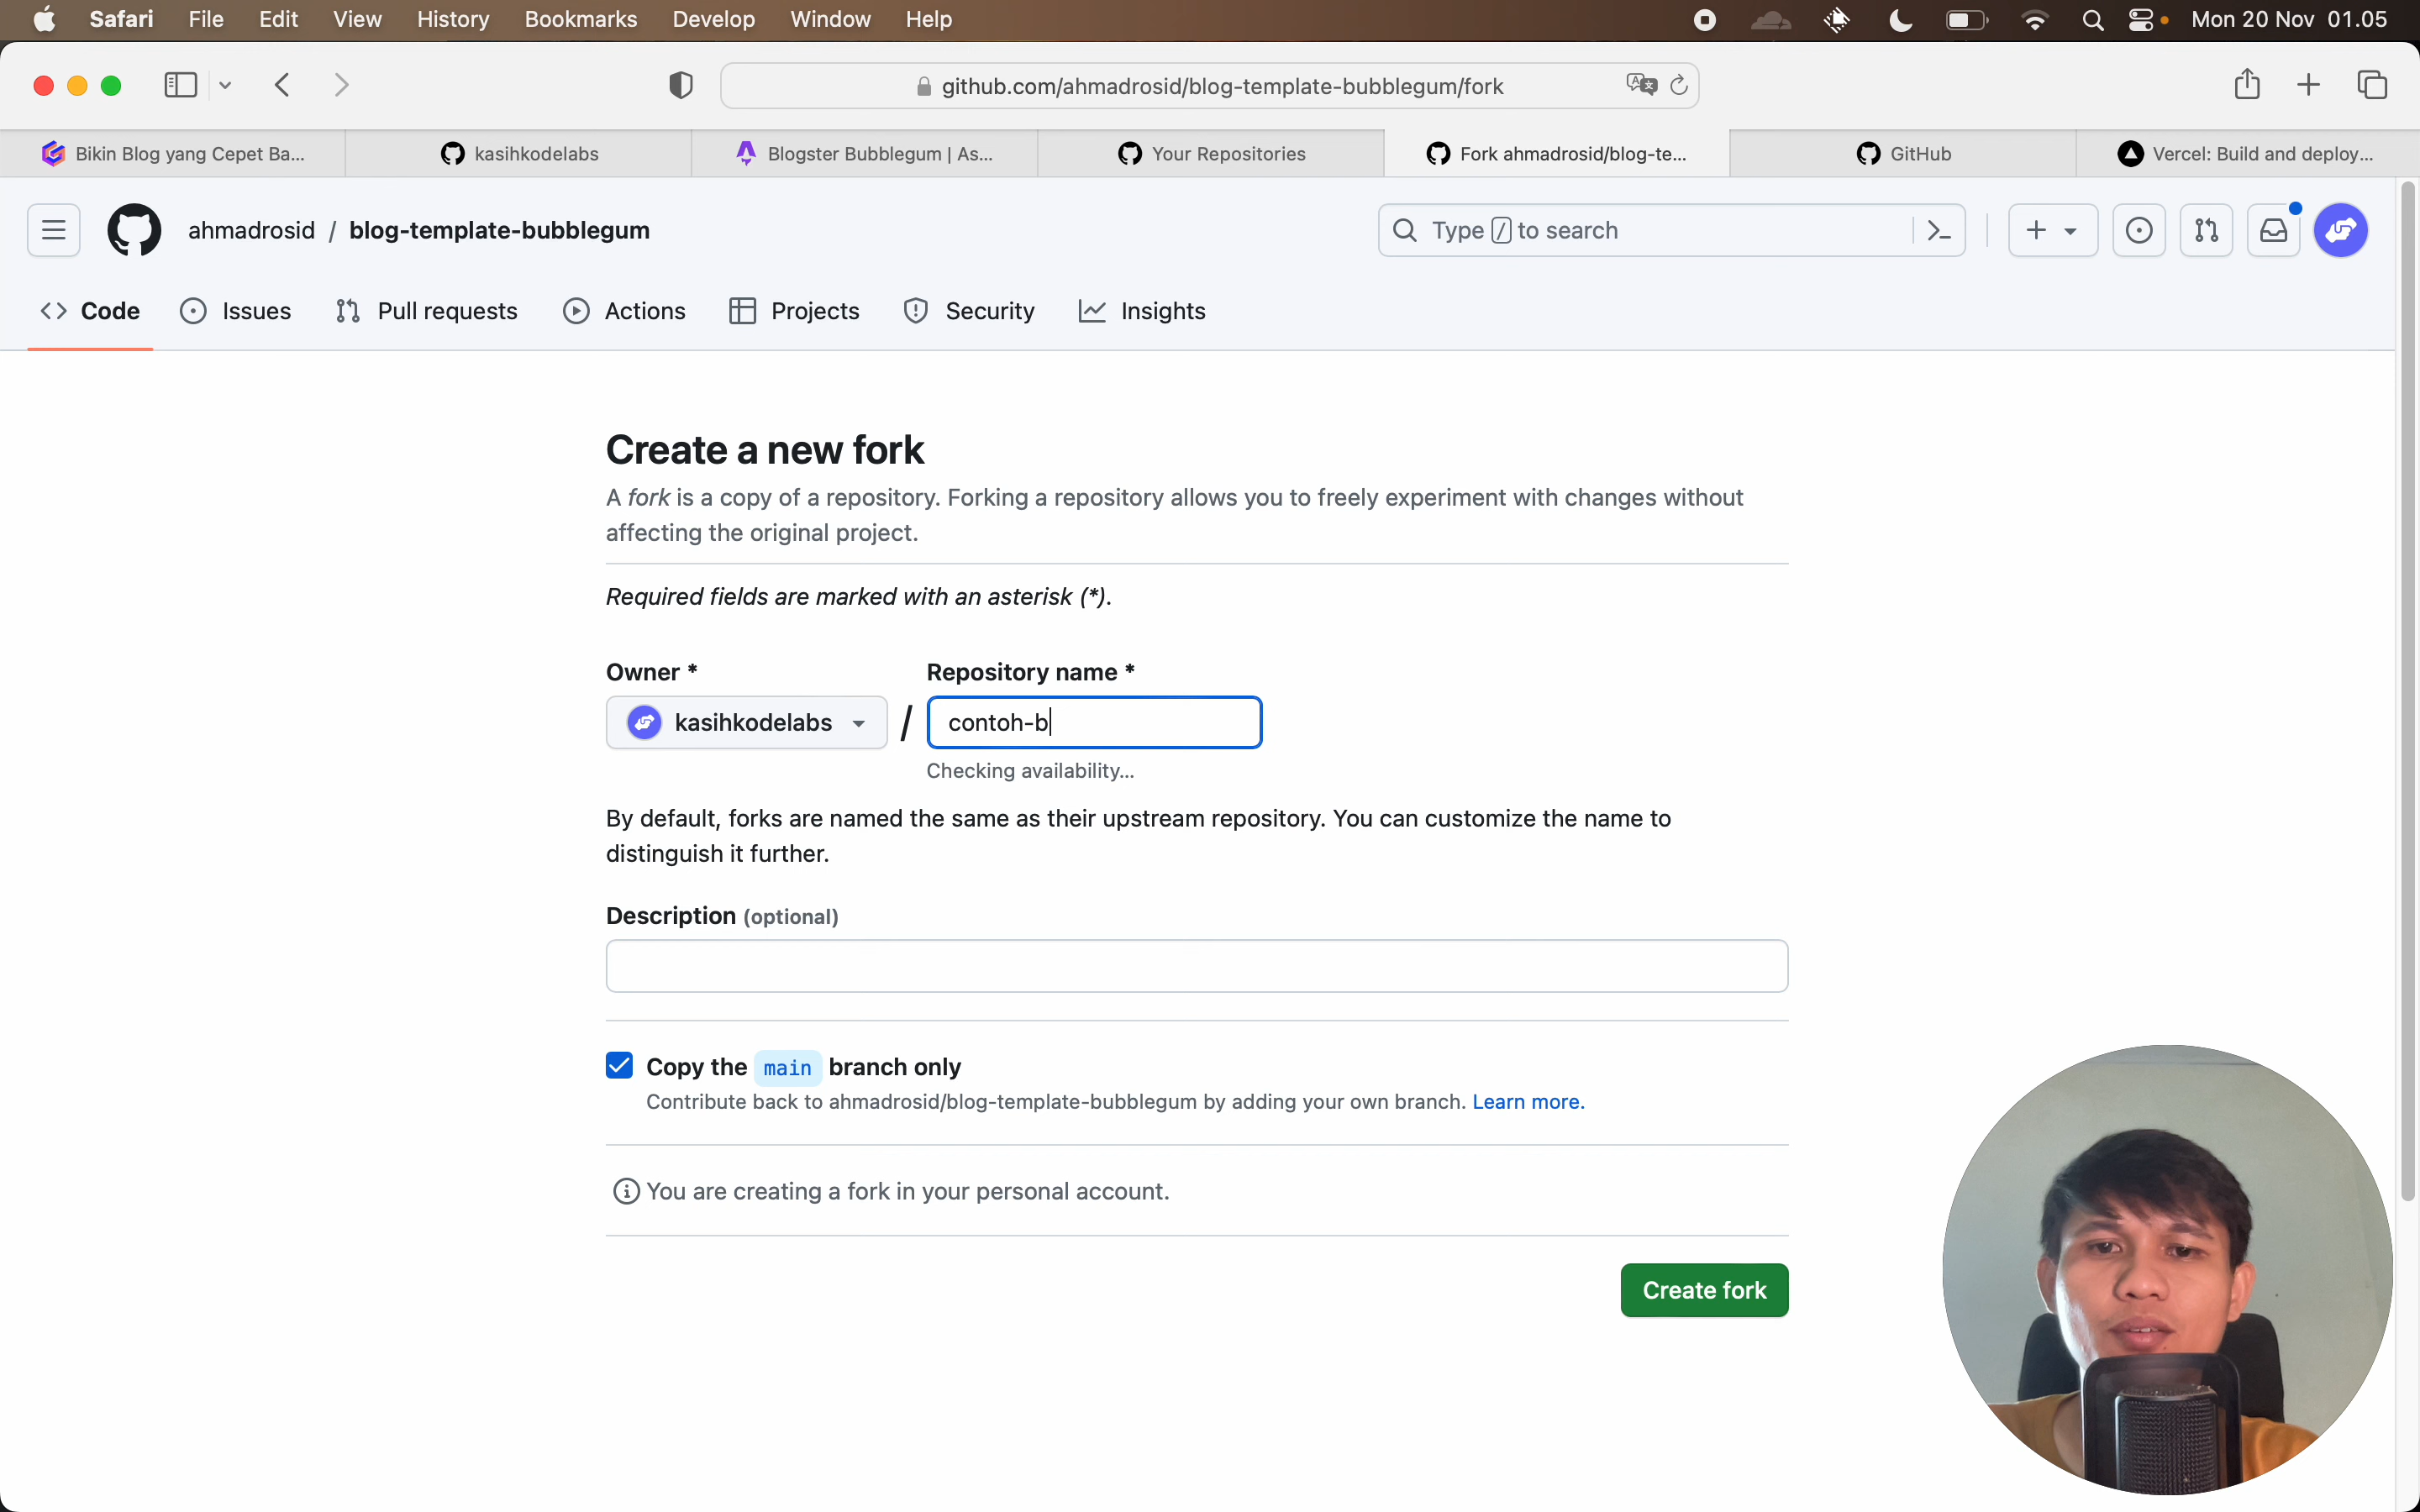 Safari File Edit View History Bookmarks Develop Window Help Mon 20 Nov 01.05
github.com/ahmadrosid/blog-template-bubblegum/fork
Bikin Blog yang Cepet Ba... kasihkodelabs Blogster Bubblegum | As... Your Repositories Fork ahmadrosid/blog-te... GitHub Vercel: Build and deploy...
ahmadrosid / blog-template-bubblegum Type / to search
Code Issues Pull requests Actions Projects Security Insights
Create a new fork
A fork is a copy of a repository. Forking a repository allows you to freely experiment with changes without
affecting the original project.
Required fields are marked with an asterisk (*).
Owner * Repository name *
kasihkodelabs / contoh-b
Checking availability...
By default, forks are named the same as their upstream repository. You can customize the name to
distinguish it further.
Description (optional)
Copy the main branch only
Contribute back to ahmadrosid/blog-template-bubblegum by adding your own branch. Learn more.
You are creating a fork in your personal account.
Create fork